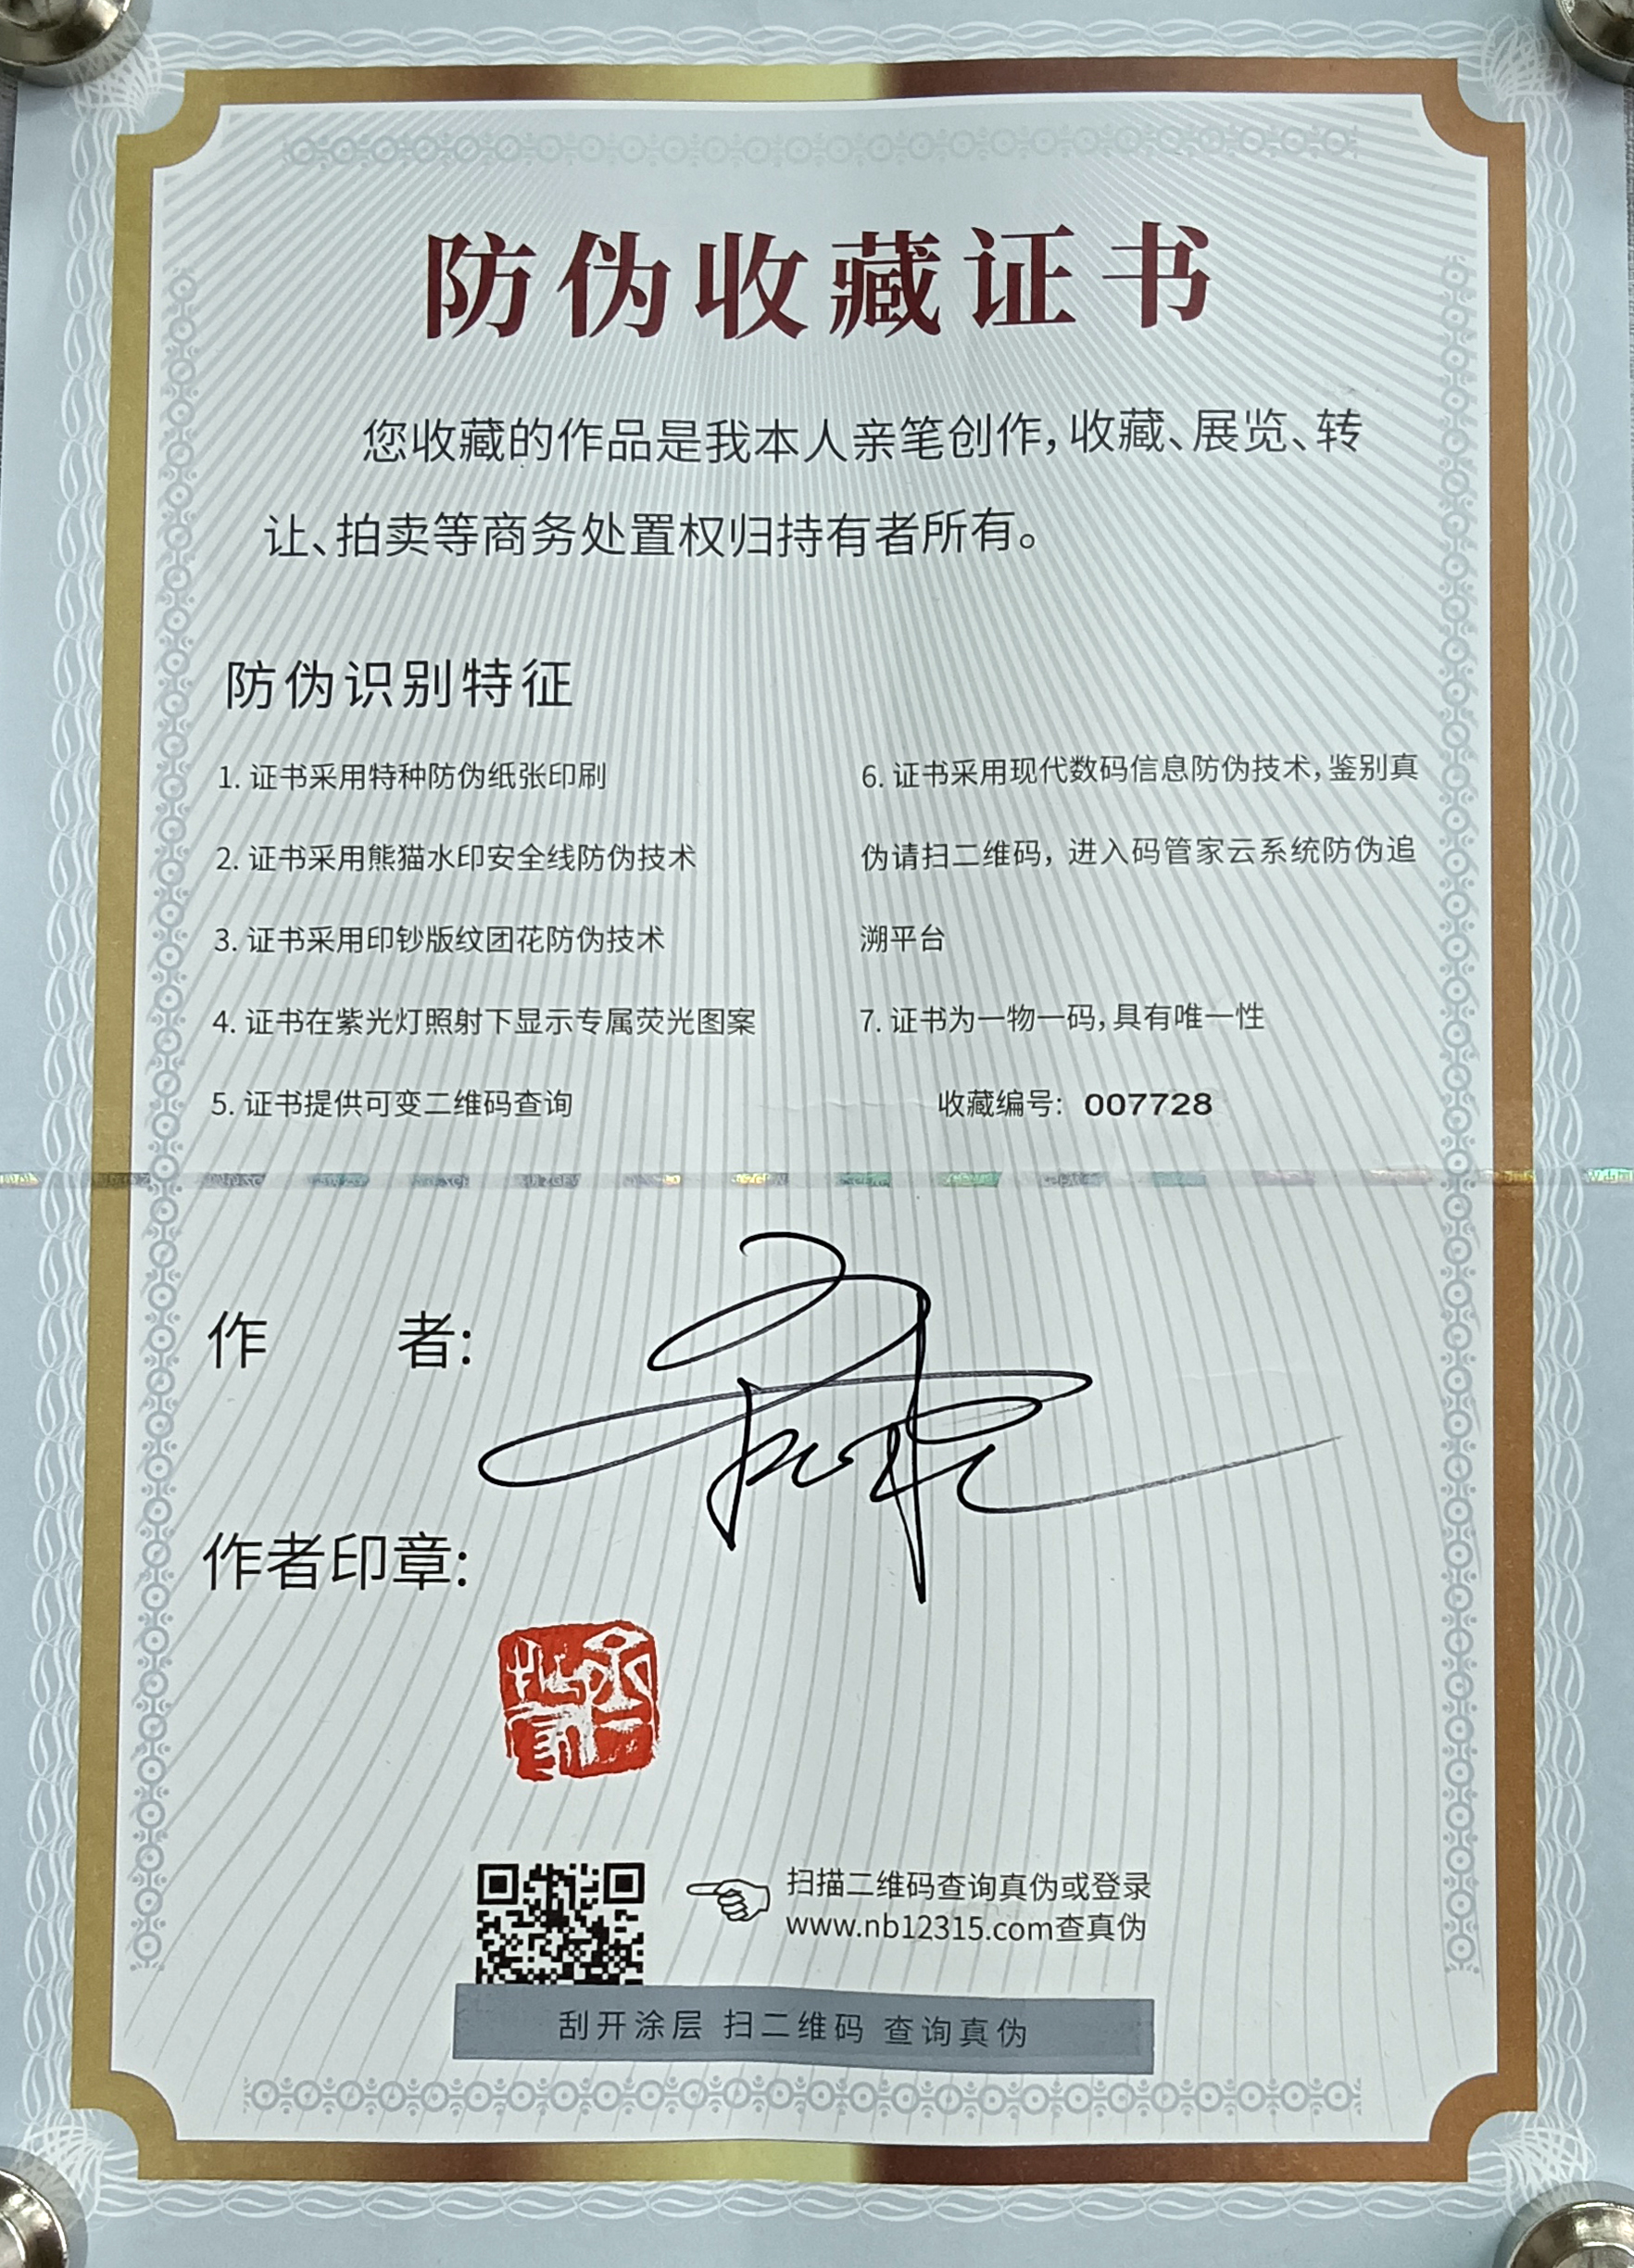 防伪收藏证书
您收藏的作品是我本人亲笔创作，收藏、展览、转
让、拍卖等商务处置权归持有者所有。
防伪识别特征
1. 证书采用特种防伪纸张印刷
2. 证书采用熊猫水印安全线防伪技术
3. 证书采用印钞版纹团花防伪技术
4. 证书在紫光灯照射下显示专属荧光图案
5. 证书提供可变二维码查询
6. 证书采用现代数码信息防伪技术，鉴别真
伪请扫二维码，进入码管家云系统防伪追
溯平台
7. 证书为一物一码，具有唯一性
收藏编号: 007728
作 者:
作者印章:
扫描二维码查询真伪或登录
www.nb12315.com查真伪
刮开涂层 扫二维码 查询真伪